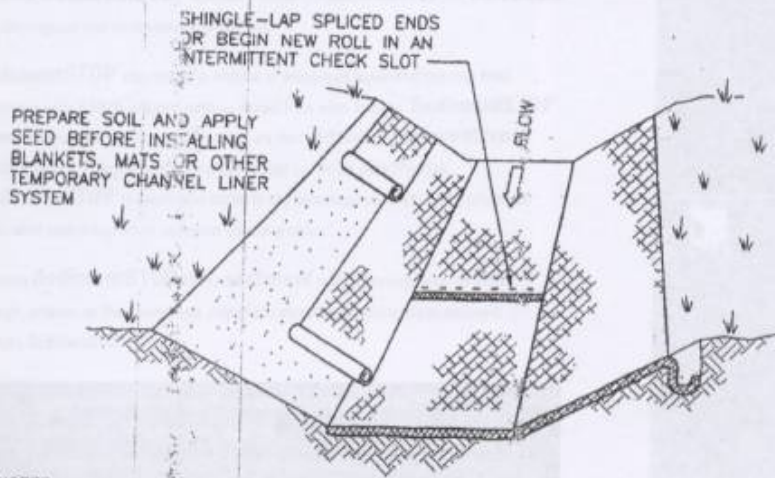 SHINGLE-LAP SPLICED ENDS
OR BEGIN NEW ROLL IN AN
INTERMITTENT CHECK SLOT
PREPARE SOIL AND APPLY
SEED BEFORE INSTALLING
BLANKETS, MATS OR OTHER
TEMPORARY CHANNEL LINER
SYSTEM
FLOW